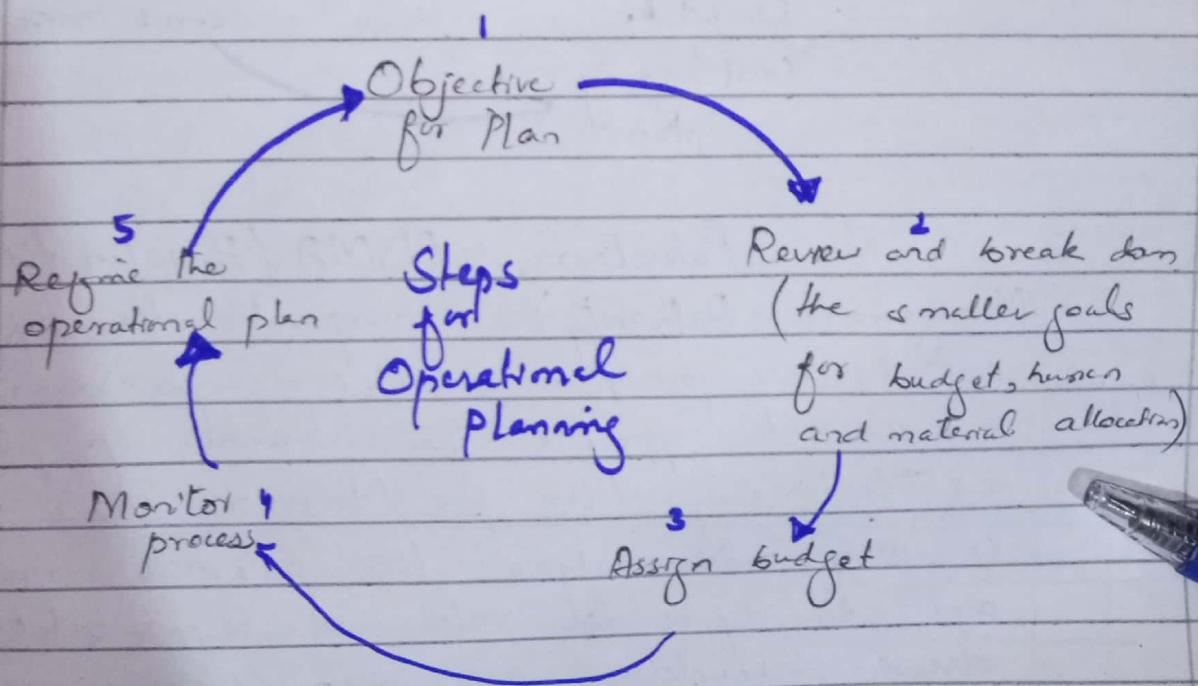 1
Objective
for Plan
2
Review and break down
(the smaller goals
for budget, human
and material allocation)
3
Assign budget
4
Monitor
process
5
Refine the
operational plan
Steps
for
Operational
planning